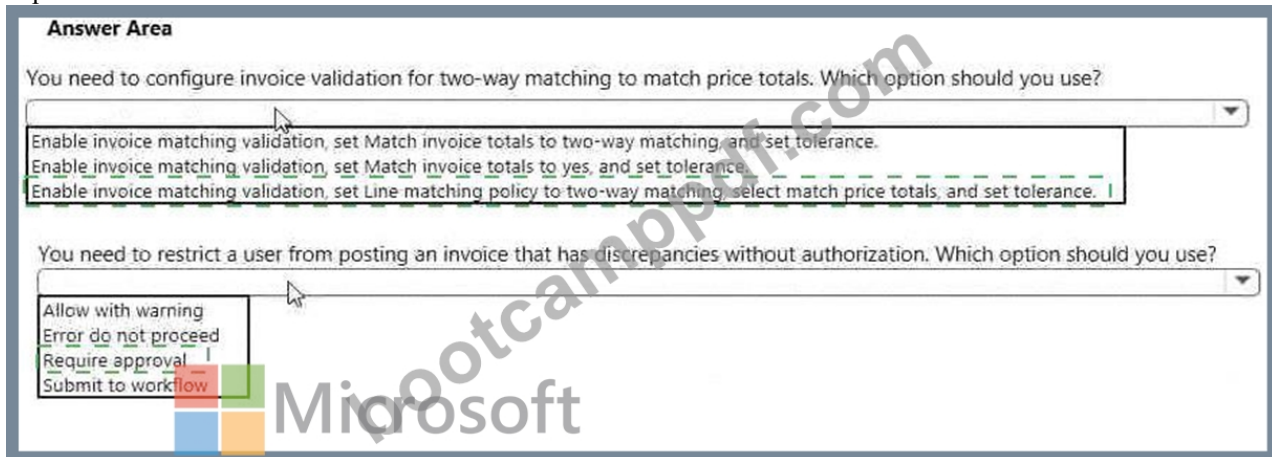 Answer Area
You need to configure invoice validation for two-way matching to match price totals. Which option should you use?
Enable invoice matching validation, set Match invoice totals to two-way matching, and set tolerance.
Enable invoice matching validation, set Match invoice totals to yes, and set tolerance.
Enable invoice matching validation, set Line matching policy to two-way matching, select match price totals, and set tolerance.
You need to restrict a user from posting an invoice that has discrepancies without authorization. Which option should you use?
Allow with warning
Error do not proceed
Require approval
Submit to workflow
Microsoft
bootcamppdf.com